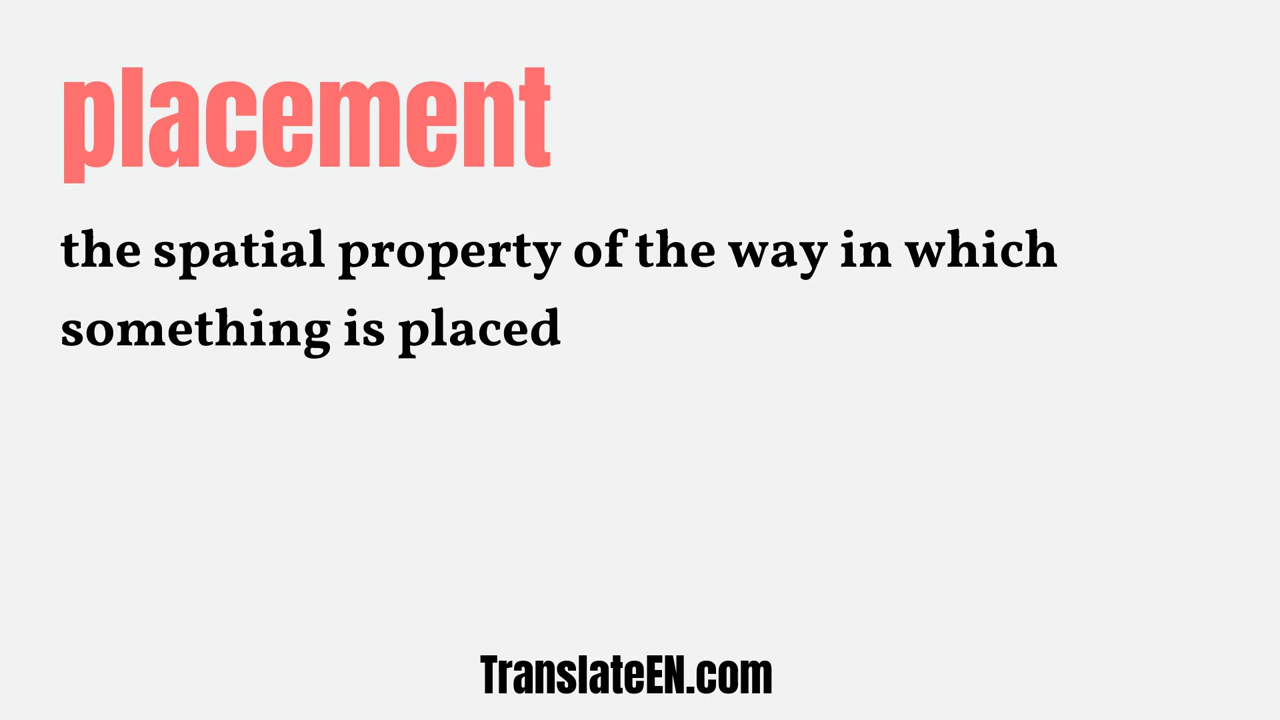 placement
the spatial property of the way in which
something is placed
TranslateEN.com